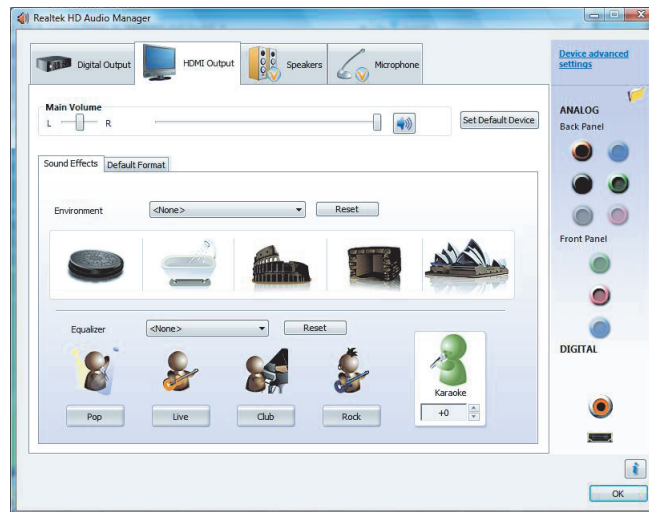 Realtek HD Audio Manager
Digital Output
HDMI Output
Speakers
Microphone
Device advanced
settings
Main Volume
L
R
Set Default Device
ANALOG
Back Panel
Sound Effects
Default Format
Environment
<None>
Reset
Front Panel
Equalizer
<None>
Reset
Karaoke
+0
Pop
Live
Club
Rock
DIGITAL
i
OK